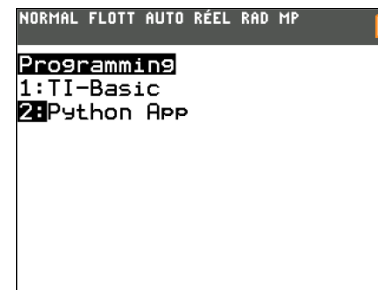 NORMAL FLOTT AUTO RÉEL RAD MP
Programming
1:TI-Basic
2:Python App